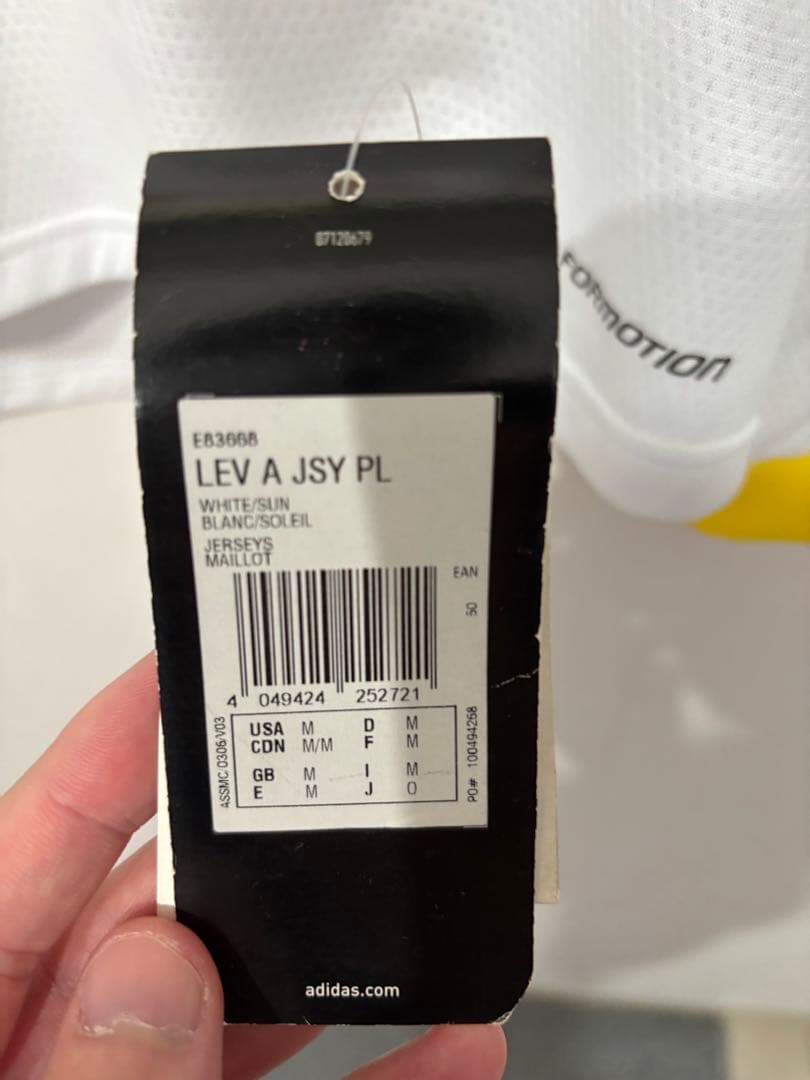 07120679
FORMOTION
E83668
LEV A JSY PL
WHITE/SUN
BLANC/SOLEIL
JERSEYS
MAILLOT
EAN
50
4 049424 252721
USA M D M
CDN M/M F M
GB M I M
E M J O
ASSMC/0306/V03
PO# 100494268
adidas.com